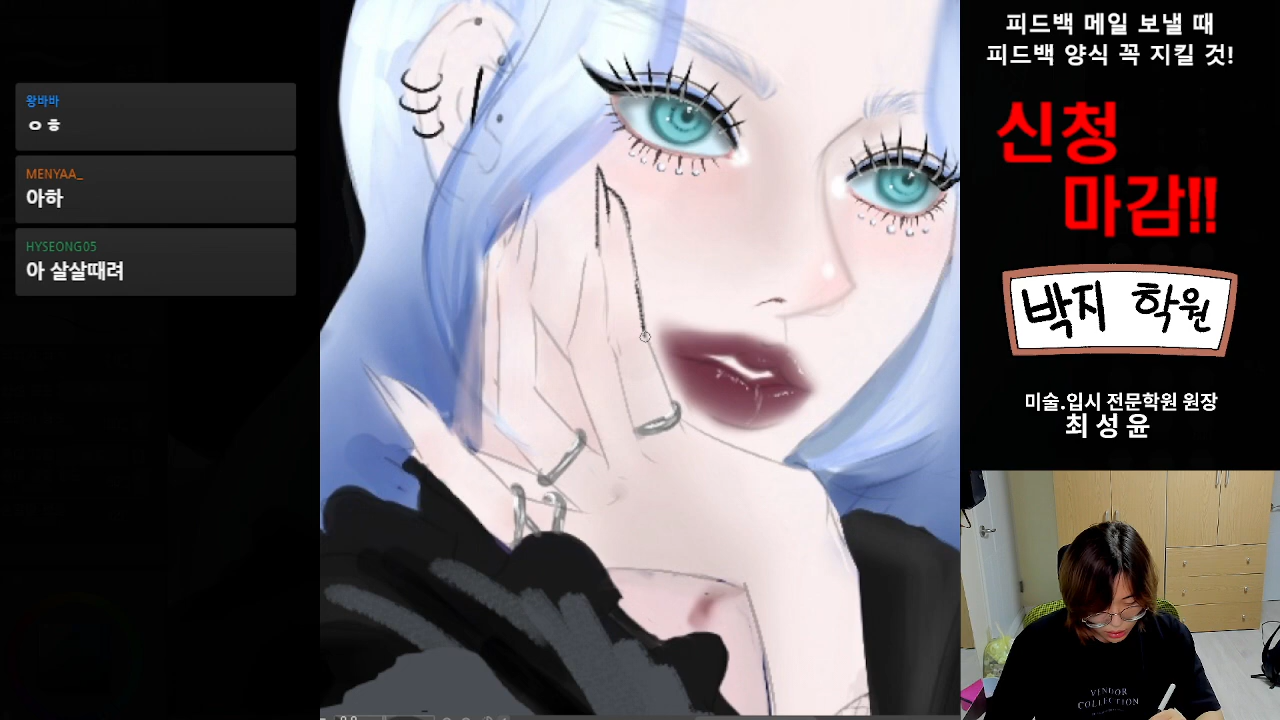 왕바바
ㅇㅎ
MENYAA_
아하
HYSEONG05
아 살살때려
피드백 메일 보낼 때
피드백 양식 꼭 지킬 것!
신청
마감!!
박지 학원
미술.입시 전문학원 원장
최성윤
VENDOR
COLLECTION